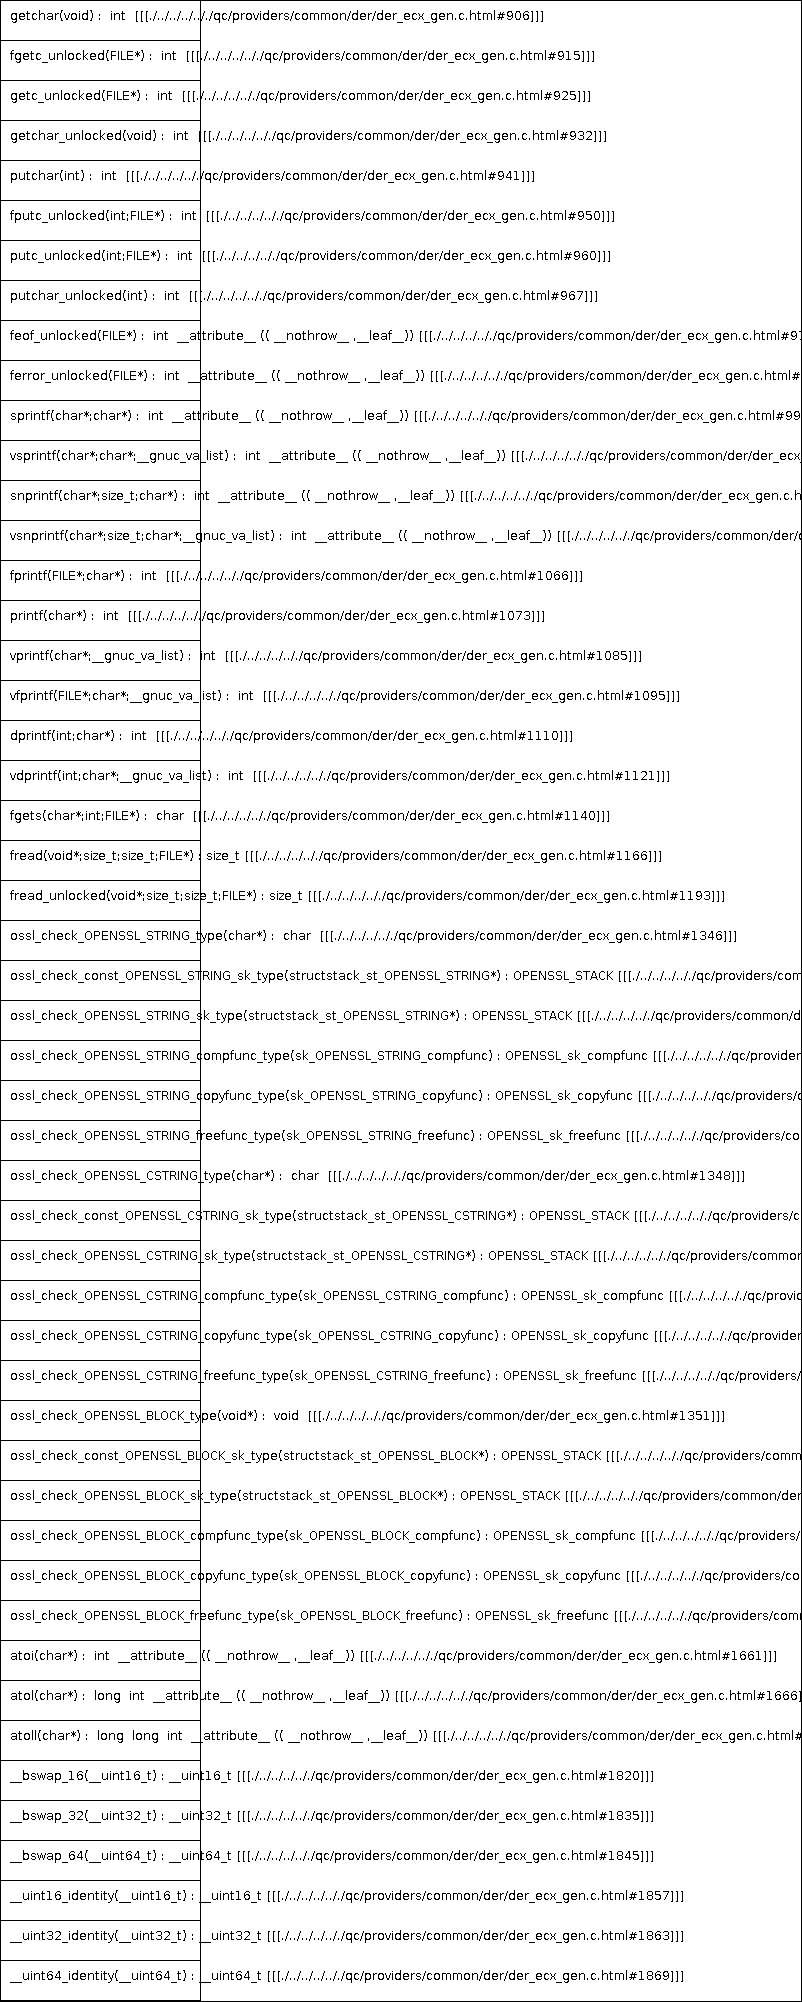 getchar(void) :  int  [[[./../../../../../qc/providers/common/der/der_ecx_gen.c.html#906]]]
fgetc_unlocked(FILE*) :  int  [[[./../../../../../qc/providers/common/der/der_ecx_gen.c.html#915]]]
getc_unlocked(FILE*) :  int  [[[./../../../../../qc/providers/common/der/der_ecx_gen.c.html#925]]]
getchar_unlocked(void) :  int  [[[./../../../../../qc/providers/common/der/der_ecx_gen.c.html#932]]]
putchar(int) :  int  [[[./../../../../../qc/providers/common/der/der_ecx_gen.c.html#941]]]
fputc_unlocked(int;FILE*) :  int  [[[./../../../../../qc/providers/common/der/der_ecx_gen.c.html#950]]]
putc_unlocked(int;FILE*) :  int  [[[./../../../../../qc/providers/common/der/der_ecx_gen.c.html#960]]]
putchar_unlocked(int) :  int  [[[./../../../../../qc/providers/common/der/der_ecx_gen.c.html#967]]]
feof_unlocked(FILE*) :  int  __attribute__ (( __nothrow__ ,__leaf__)) [[[./../../../../../qc/providers/common/der/der_ecx_gen.c.html#97
ferror_unlocked(FILE*) :  int  __attribute__ (( __nothrow__ ,__leaf__)) [[[./../../../../../qc/providers/common/der/der_ecx_gen.c.html#
sprintf(char*;char*) :  int  __attribute__ (( __nothrow__ ,__leaf__)) [[[./../../../../../qc/providers/common/der/der_ecx_gen.c.html#99
vsprintf(char*;char*;__gnuc_va_list) :  int  __attribute__ (( __nothrow__ ,__leaf__)) [[[./../../../../../qc/providers/common/der/der_ecx
snprintf(char*;size_t;char*) :  int  __attribute__ (( __nothrow__ ,__leaf__)) [[[./../../../../../qc/providers/common/der/der_ecx_gen.c.h
vsnprintf(char*;size_t;char*;__gnuc_va_list) :  int  __attribute__ (( __nothrow__ ,__leaf__)) [[[./../../../../../qc/providers/common/der/d
fprintf(FILE*;char*) :  int  [[[./../../../../../qc/providers/common/der/der_ecx_gen.c.html#1066]]]
printf(char*) :  int  [[[./../../../../../qc/providers/common/der/der_ecx_gen.c.html#1073]]]
vprintf(char*;__gnuc_va_list) :  int  [[[./../../../../../qc/providers/common/der/der_ecx_gen.c.html#1085]]]
vfprintf(FILE*;char*;__gnuc_va_list) :  int  [[[./../../../../../qc/providers/common/der/der_ecx_gen.c.html#1095]]]
dprintf(int;char*) :  int  [[[./../../../../../qc/providers/common/der/der_ecx_gen.c.html#1110]]]
vdprintf(int;char*;__gnuc_va_list) :  int  [[[./../../../../../qc/providers/common/der/der_ecx_gen.c.html#1121]]]
fgets(char*;int;FILE*) :  char  [[[./../../../../../qc/providers/common/der/der_ecx_gen.c.html#1140]]]
fread(void*;size_t;size_t;FILE*) : size_t [[[./../../../../../qc/providers/common/der/der_ecx_gen.c.html#1166]]]
fread_unlocked(void*;size_t;size_t;FILE*) : size_t [[[./../../../../../qc/providers/common/der/der_ecx_gen.c.html#1193]]]
ossl_check_OPENSSL_STRING_type(char*) :  char  [[[./../../../../../qc/providers/common/der/der_ecx_gen.c.html#1346]]]
ossl_check_const_OPENSSL_STRING_sk_type(structstack_st_OPENSSL_STRING*) : OPENSSL_STACK [[[./../../../../../qc/providers/com
ossl_check_OPENSSL_STRING_sk_type(structstack_st_OPENSSL_STRING*) : OPENSSL_STACK [[[./../../../../../qc/providers/common/d
ossl_check_OPENSSL_STRING_compfunc_type(sk_OPENSSL_STRING_compfunc) : OPENSSL_sk_compfunc [[[./../../../../../qc/provider
ossl_check_OPENSSL_STRING_copyfunc_type(sk_OPENSSL_STRING_copyfunc) : OPENSSL_sk_copyfunc [[[./../../../../../qc/providers/c
ossl_check_OPENSSL_STRING_freefunc_type(sk_OPENSSL_STRING_freefunc) : OPENSSL_sk_freefunc [[[./../../../../../qc/providers/co
ossl_check_OPENSSL_CSTRING_type(char*) :  char  [[[./../../../../../qc/providers/common/der/der_ecx_gen.c.html#1348]]]
ossl_check_const_OPENSSL_CSTRING_sk_type(structstack_st_OPENSSL_CSTRING*) : OPENSSL_STACK [[[./../../../../../qc/providers/c
ossl_check_OPENSSL_CSTRING_sk_type(structstack_st_OPENSSL_CSTRING*) : OPENSSL_STACK [[[./../../../../../qc/providers/common
ossl_check_OPENSSL_CSTRING_compfunc_type(sk_OPENSSL_CSTRING_compfunc) : OPENSSL_sk_compfunc [[[./../../../../../qc/provid
ossl_check_OPENSSL_CSTRING_copyfunc_type(sk_OPENSSL_CSTRING_copyfunc) : OPENSSL_sk_copyfunc [[[./../../../../../qc/provider
ossl_check_OPENSSL_CSTRING_freefunc_type(sk_OPENSSL_CSTRING_freefunc) : OPENSSL_sk_freefunc [[[./../../../../../qc/providers/
ossl_check_OPENSSL_BLOCK_type(void*) :  void  [[[./../../../../../qc/providers/common/der/der_ecx_gen.c.html#1351]]]
ossl_check_const_OPENSSL_BLOCK_sk_type(structstack_st_OPENSSL_BLOCK*) : OPENSSL_STACK [[[./../../../../../qc/providers/comm
ossl_check_OPENSSL_BLOCK_sk_type(structstack_st_OPENSSL_BLOCK*) : OPENSSL_STACK [[[./../../../../../qc/providers/common/der
ossl_check_OPENSSL_BLOCK_compfunc_type(sk_OPENSSL_BLOCK_compfunc) : OPENSSL_sk_compfunc [[[./../../../../../qc/providers/
ossl_check_OPENSSL_BLOCK_copyfunc_type(sk_OPENSSL_BLOCK_copyfunc) : OPENSSL_sk_copyfunc [[[./../../../../../qc/providers/co
ossl_check_OPENSSL_BLOCK_freefunc_type(sk_OPENSSL_BLOCK_freefunc) : OPENSSL_sk_freefunc [[[./../../../../../qc/providers/com
atoi(char*) :  int  __attribute__ (( __nothrow__ ,__leaf__)) [[[./../../../../../qc/providers/common/der/der_ecx_gen.c.html#1661]]]
atol(char*) :  long  int  __attribute__ (( __nothrow__ ,__leaf__)) [[[./../../../../../qc/providers/common/der/der_ecx_gen.c.html#1666]
atoll(char*) :  long  long  int  __attribute__ (( __nothrow__ ,__leaf__)) [[[./../../../../../qc/providers/common/der/der_ecx_gen.c.html#
__bswap_16(__uint16_t) : __uint16_t [[[./../../../../../qc/providers/common/der/der_ecx_gen.c.html#1820]]]
__bswap_32(__uint32_t) : __uint32_t [[[./../../../../../qc/providers/common/der/der_ecx_gen.c.html#1835]]]
__bswap_64(__uint64_t) : __uint64_t [[[./../../../../../qc/providers/common/der/der_ecx_gen.c.html#1845]]]
__uint16_identity(__uint16_t) : __uint16_t [[[./../../../../../qc/providers/common/der/der_ecx_gen.c.html#1857]]]
__uint32_identity(__uint32_t) : __uint32_t [[[./../../../../../qc/providers/common/der/der_ecx_gen.c.html#1863]]]
__uint64_identity(__uint64_t) : __uint64_t [[[./../../../../../qc/providers/common/der/der_ecx_gen.c.html#1869]]]